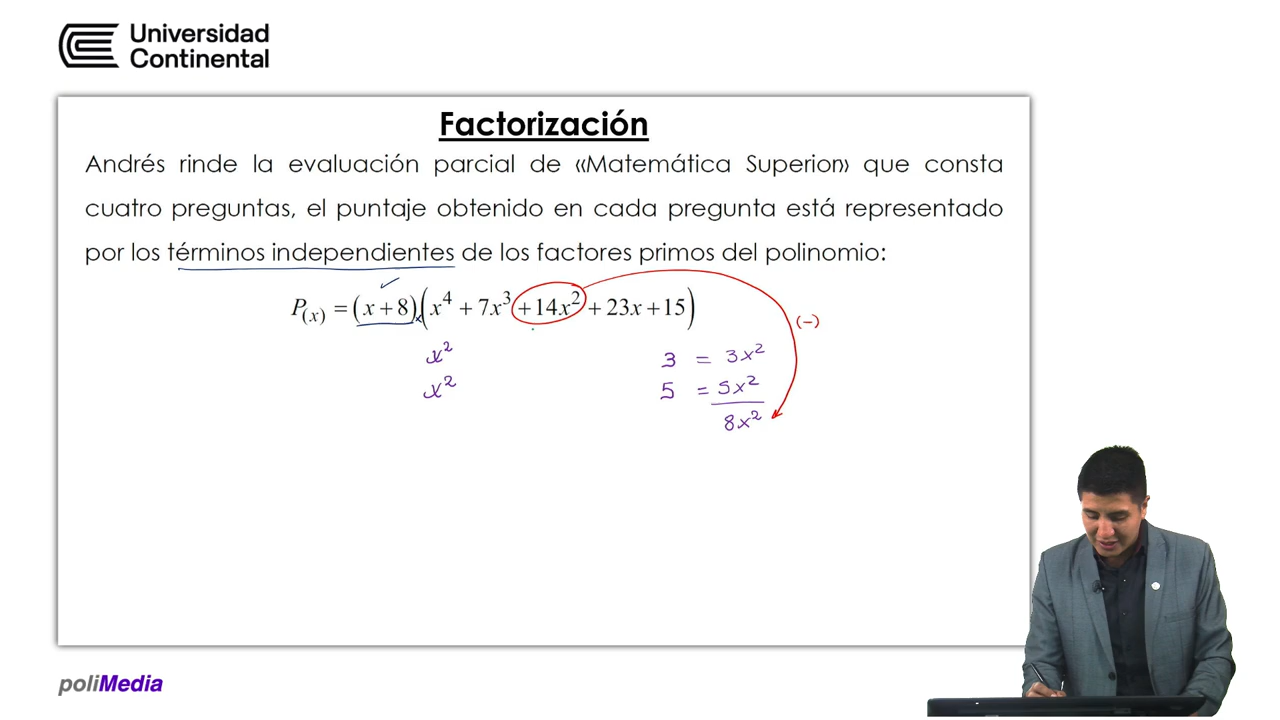 Universidad
Continental
Factorización
Andrés rinde la evaluación parcial de «Matemática Superion» que consta
cuatro preguntas, el puntaje obtenido en cada pregunta está representado
por los términos independientes de los factores primos del polinomio:
P(x) = (x + 8)(x⁴ + 7x³ + 14x² + 23x + 15)
(-)
x² 3 = 3x²
x² 5 = 5x²
8x²
poliMedia